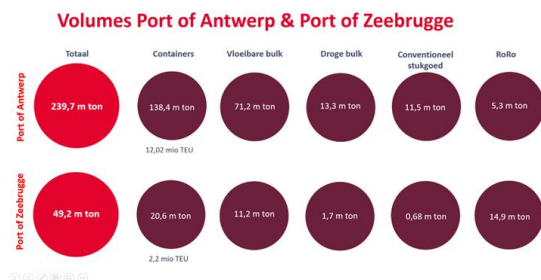 Volumes Port of Antwerp & Port of Zeebrugge
Totaal
Containers
Vloeibare bulk
Droge bulk
Conventioneel
stukgoed
RoRo
Port of Antwerp
239,7 m ton
138,4 m ton
71,2 m ton
13,3 m ton
11,5 m ton
5,3 m ton
12,02 mio TEU
Port of Zeebrugge
49,2 m ton
20,6 m ton
11,2 m ton
1,7 m ton
0,68 m ton
14,9 m ton
2,2 mio TEU